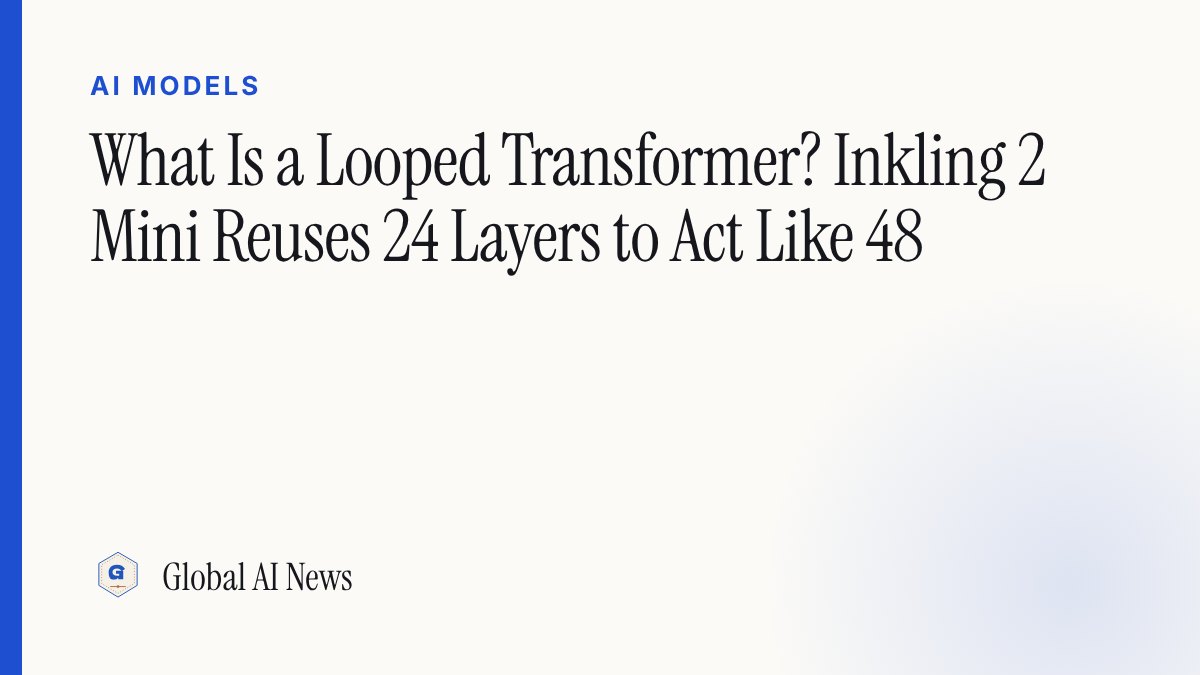 AI MODELS
What Is a Looped Transformer? Inkling 2
Mini Reuses 24 Layers to Act Like 48
G
Global AI News